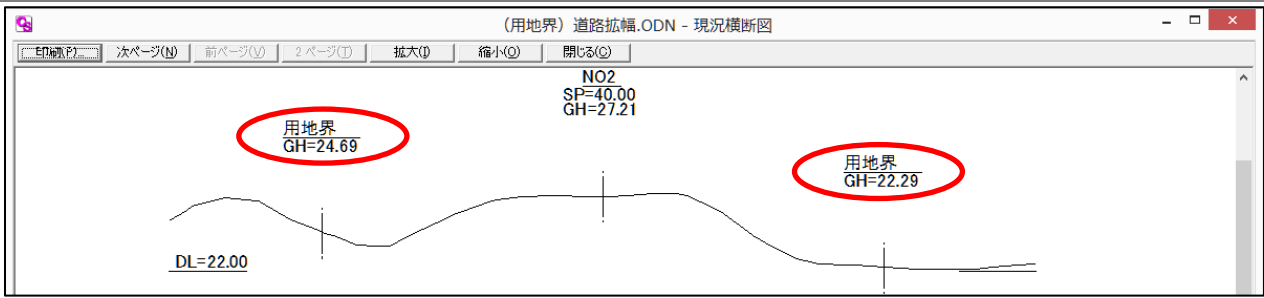 （用地界）道路拡幅.ODN - 現況横断図
印刷(P)... 次ページ(N) 前ページ(V) 2 ページ(T) 拡大(I) 縮小(O) 閉じる(C)
NO2
SP=40.00
GH=27.21
用地界
GH=24.69
用地界
GH=22.29
DL=22.00